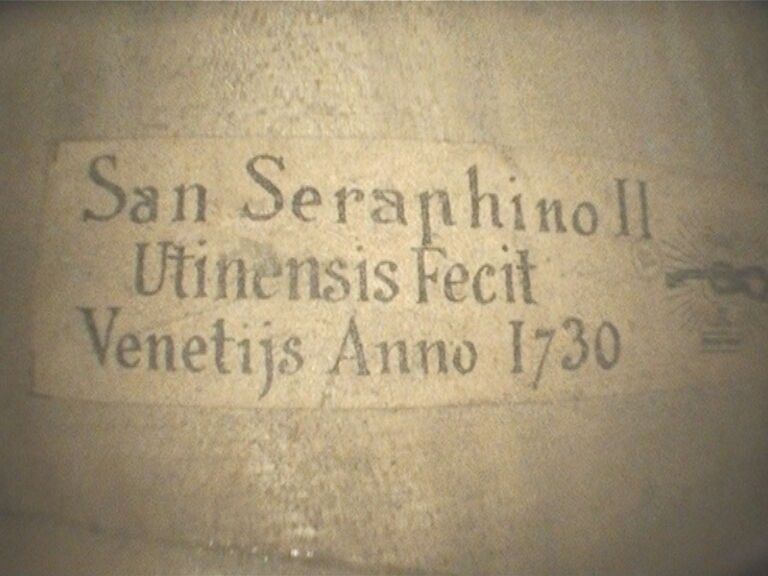 San Seraphino II
Utinensis Fecit
Venetijs Anno 1730